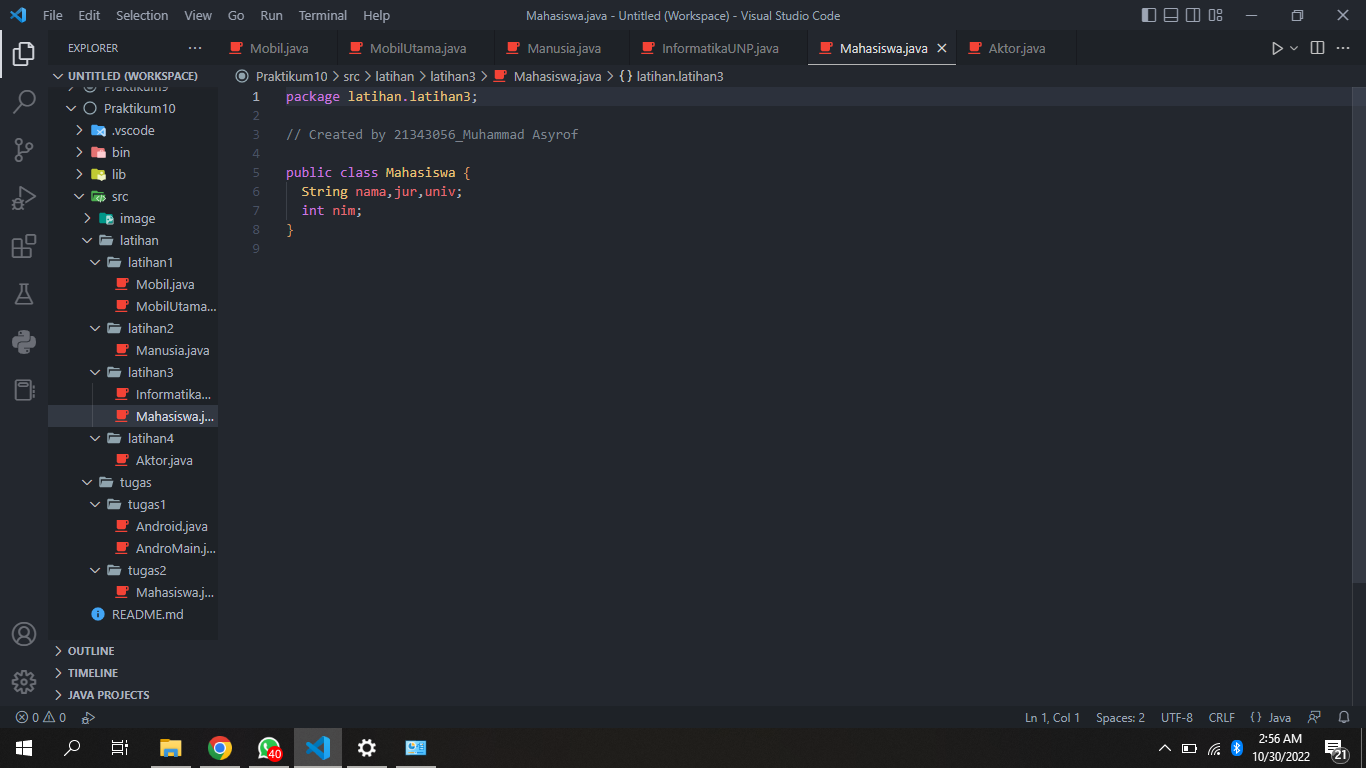 File Edit Selection View Go Run Terminal Help
Mahasiswa.java - Untitled (Workspace) - Visual Studio Code
EXPLORER
Mobil.java
MobilUtama.java
Manusia.java
InformatikaUNP.java
Mahasiswa.java
Aktor.java
UNTITLED (WORKSPACE)
Praktikum9
Praktikum10
.vscode
bin
lib
src
image
latihan
latihan1
Mobil.java
MobilUtama...
latihan2
Manusia.java
latihan3
Informatika...
Mahasiswa.j...
latihan4
Aktor.java
tugas
tugas1
Android.java
AndroMain.j...
tugas2
Mahasiswa.j...
README.md
OUTLINE
TIMELINE
JAVA PROJECTS
Praktikum10 > src > latihan > latihan3 > Mahasiswa.java > {} latihan.latihan3
1 package latihan.latihan3;
2
3 // Created by 21343056_Muhammad Asyrof
4
5 public class Mahasiswa {
6 String nama,jur,univ;
7 int nim;
8 }
9
0 0
Ln 1, Col 1 Spaces: 2 UTF-8 CRLF {} Java
40
2:56 AM
10/30/2022
21